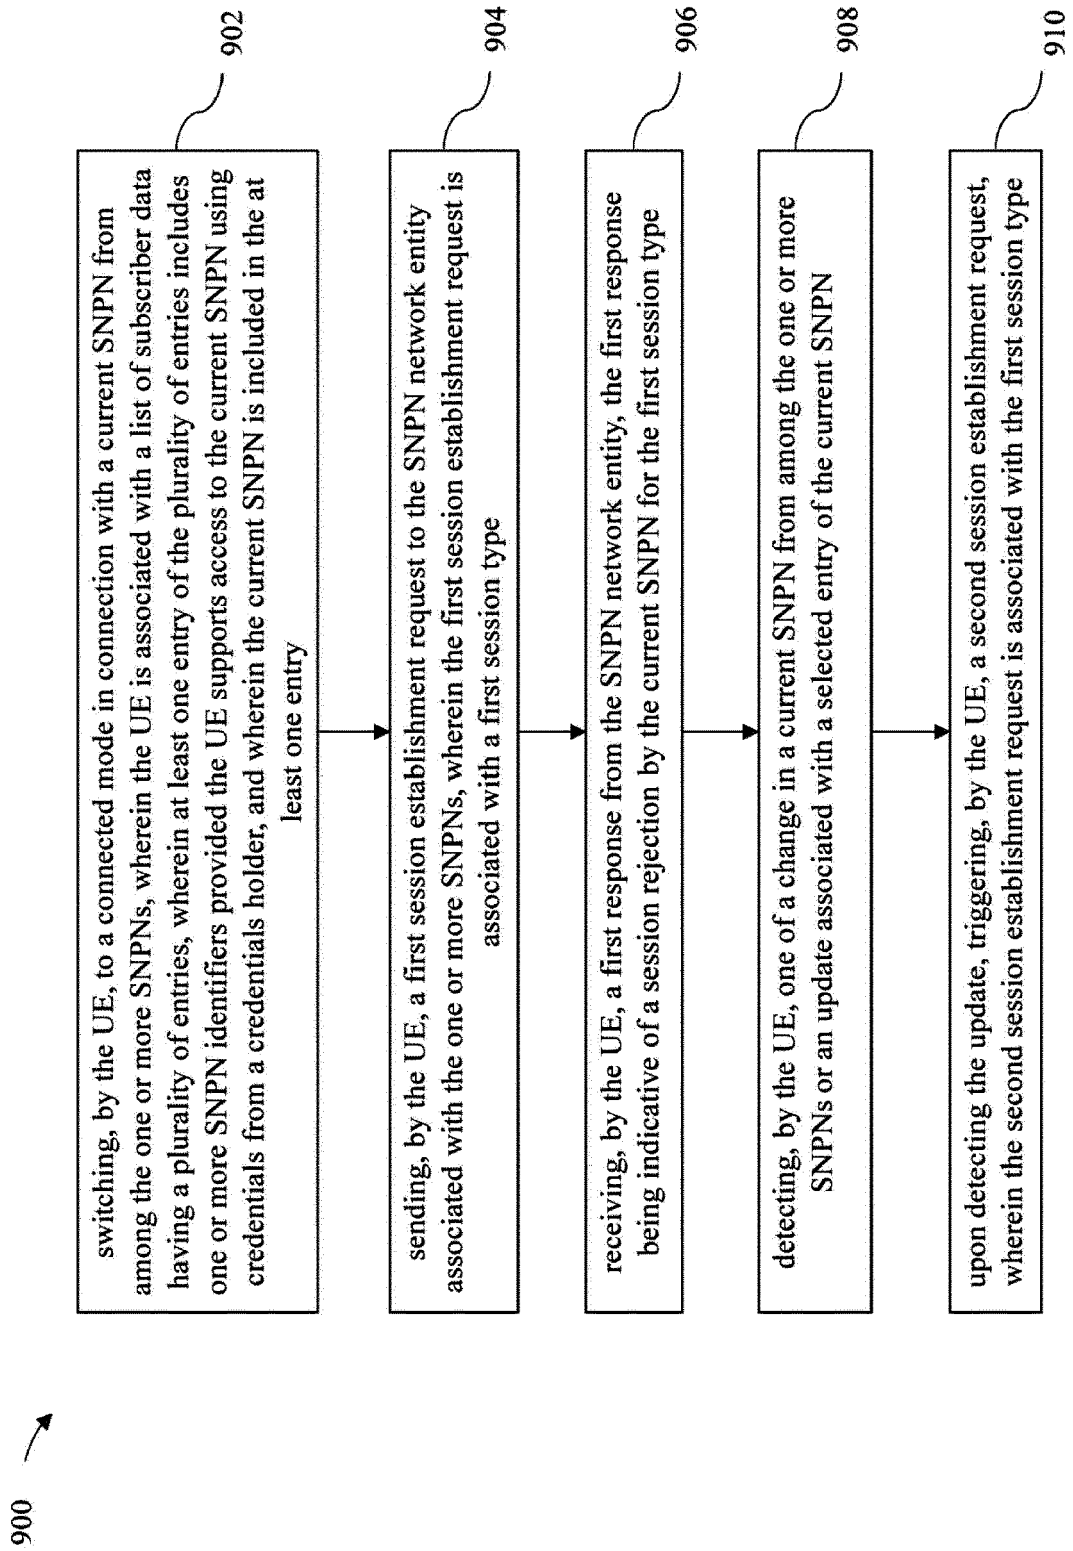 900
switching, by the UE, to a connected mode in connection with a current SNPN from
among the one or more SNPNs, wherein the UE is associated with a list of subscriber data
having a plurality of entries, wherein at least one entry of the plurality of entries includes
one or more SNPN identifiers provided the UE supports access to the current SNPN using
credentials from a credentials holder, and wherein the current SNPN is included in the at
least one entry
902
sending, by the UE, a first session establishment request to the SNPN network entity
associated with the one or more SNPNs, wherein the first session establishment request is
associated with a first session type
904
receiving, by the UE, a first response from the SNPN network entity, the first response
being indicative of a session rejection by the current SNPN for the first session type
906
detecting, by the UE, one of a change in a current SNPN from among the one or more
SNPNs or an update associated with a selected entry of the current SNPN
908
upon detecting the update, triggering, by the UE, a second session establishment request,
wherein the second session establishment request is associated with the first session type
910